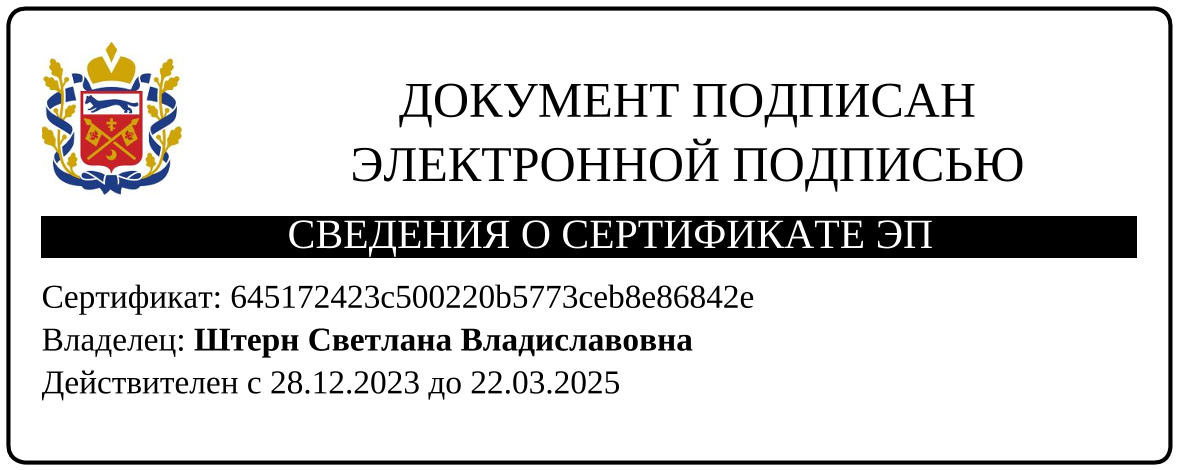 ДОКУМЕНТ ПОДПИСАН
ЭЛЕКТРОННОЙ ПОДПИСЬЮ
СВЕДЕНИЯ О СЕРТИФИКАТЕ ЭП
Сертификат: 645172423c500220b5773ceb8e86842e
Владелец: Штерн Светлана Владиславовна
Действителен с 28.12.2023 до 22.03.2025